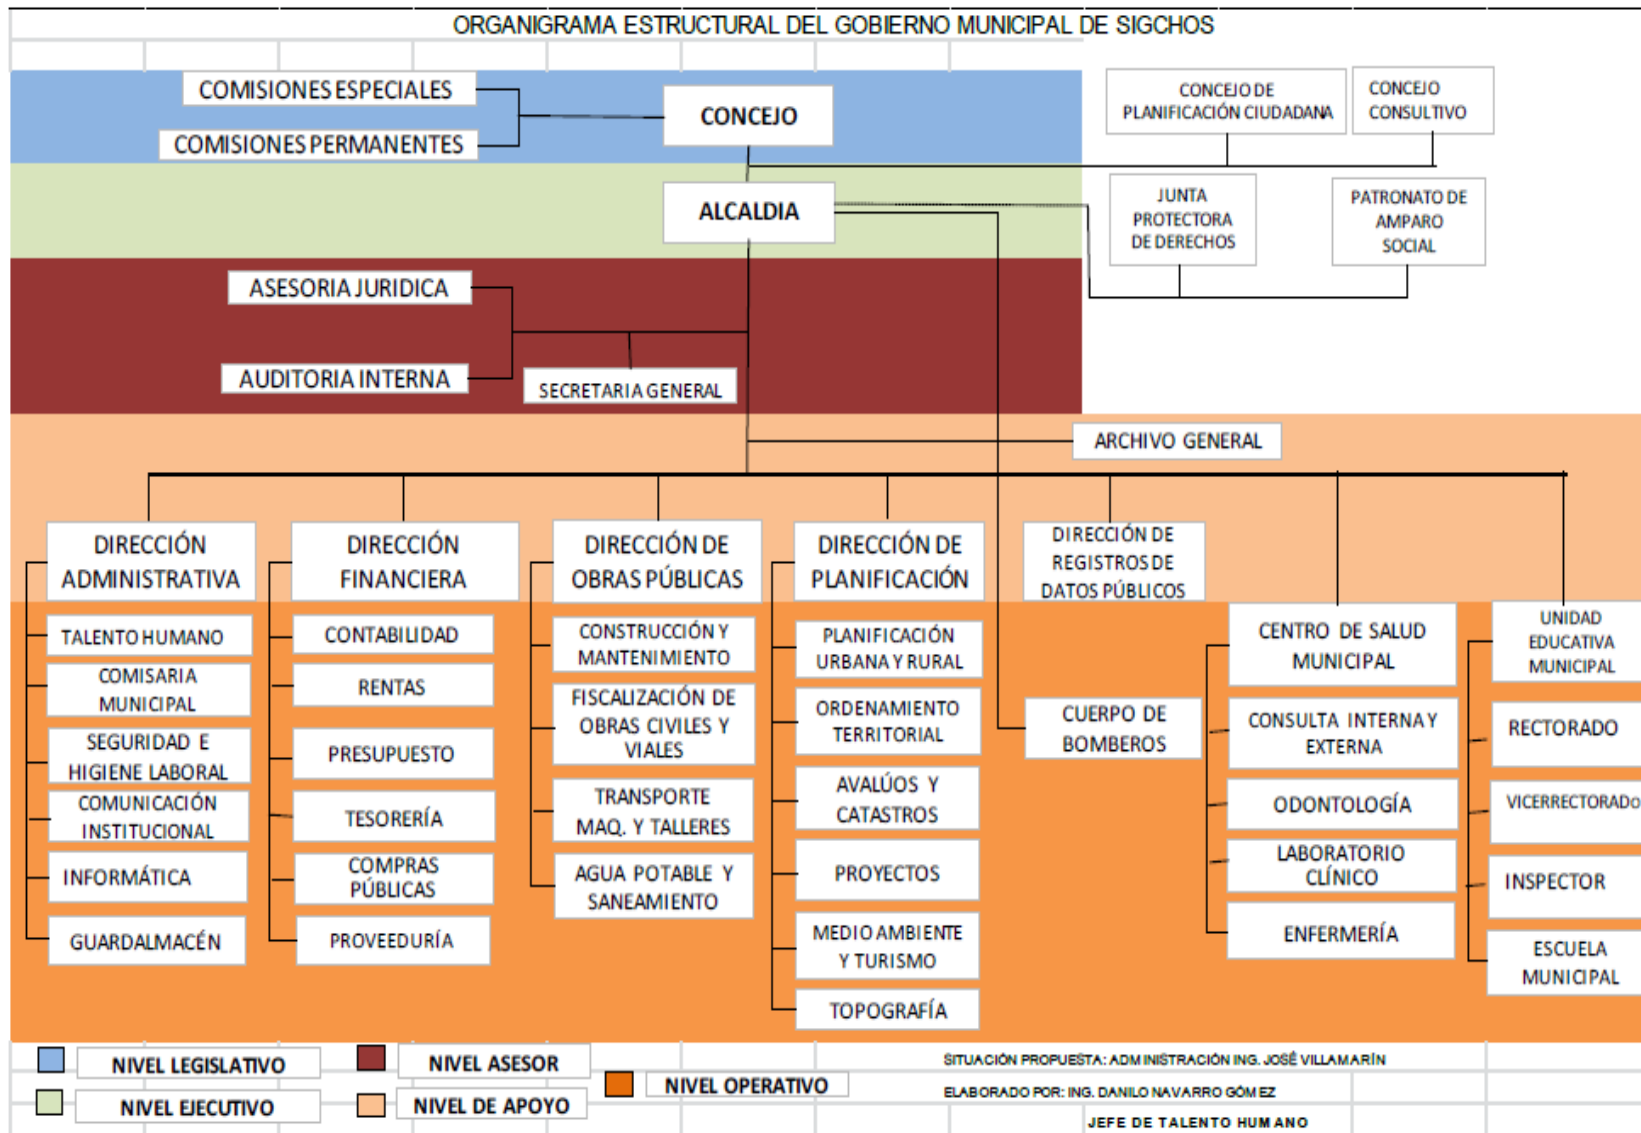 ORGANIGRAMA ESTRUCTURAL DEL GOBIERNO MUNICIPAL DE SIGCHOS
COMISIONES ESPECIALES
COMISIONES PERMANENTES
CONCEJO
CONCEJO DE
PLANIFICACIÓN CIUDADANA
CONCEJO
CONSULTIVO
ALCALDIA
JUNTA
PROTECTORA
DE DERECHOS
PATRONATO DE
AMPARO
SOCIAL
ASESORIA JURIDICA
AUDITORIA INTERNA
SECRETARIA GENERAL
ARCHIVO GENERAL
DIRECCIÓN
ADMINISTRATIVA
TALENTO HUMANO
COMISARIA
MUNICIPAL
SEGURIDAD E
HIGIENE LABORAL
COMUNICACIÓN
INSTITUCIONAL
INFORMÁTICA
GUARDALMACÉN
DIRECCIÓN
FINANCIERA
CONTABILIDAD
RENTAS
PRESUPUESTO
TESORERÍA
COMPRAS
PÚBLICAS
PROVEEDURÍA
DIRECCIÓN DE
OBRAS PÚBLICAS
CONSTRUCCIÓN Y
MANTENIMIENTO
FISCALIZACIÓN DE
OBRAS CIVILES Y
VIALES
TRANSPORTE
MAQ. Y TALLERES
AGUA POTABLE Y
SANEAMIENTO
DIRECCIÓN DE
PLANIFICACIÓN
PLANIFICACIÓN
URBANA Y RURAL
ORDENAMIENTO
TERRITORIAL
AVALÚOS Y
CATASTROS
PROYECTOS
MEDIO AMBIENTE
Y TURISMO
TOPOGRAFÍA
DIRECCIÓN DE
REGISTROS DE
DATOS PÚBLICOS
CUERPO DE
BOMBEROS
CENTRO DE SALUD
MUNICIPAL
CONSULTA INTERNA Y
EXTERNA
ODONTOLOGÍA
LABORATORIO
CLÍNICO
ENFERMERÍA
UNIDAD
EDUCATIVA
MUNICIPAL
RECTORADO
VICERRECTORADO
INSPECTOR
ESCUELA
MUNICIPAL
NIVEL LEGISLATIVO
NIVEL EJECUTIVO
NIVEL ASESOR
NIVEL DE APOYO
NIVEL OPERATIVO
SITUACIÓN PROPUESTA: ADMINISTRACIÓN ING. JOSÉ VILLAMARÍN
ELABORADO POR: ING. DANILO NAVARRO GÓMEZ
JEFE DE TALENTO HUMANO